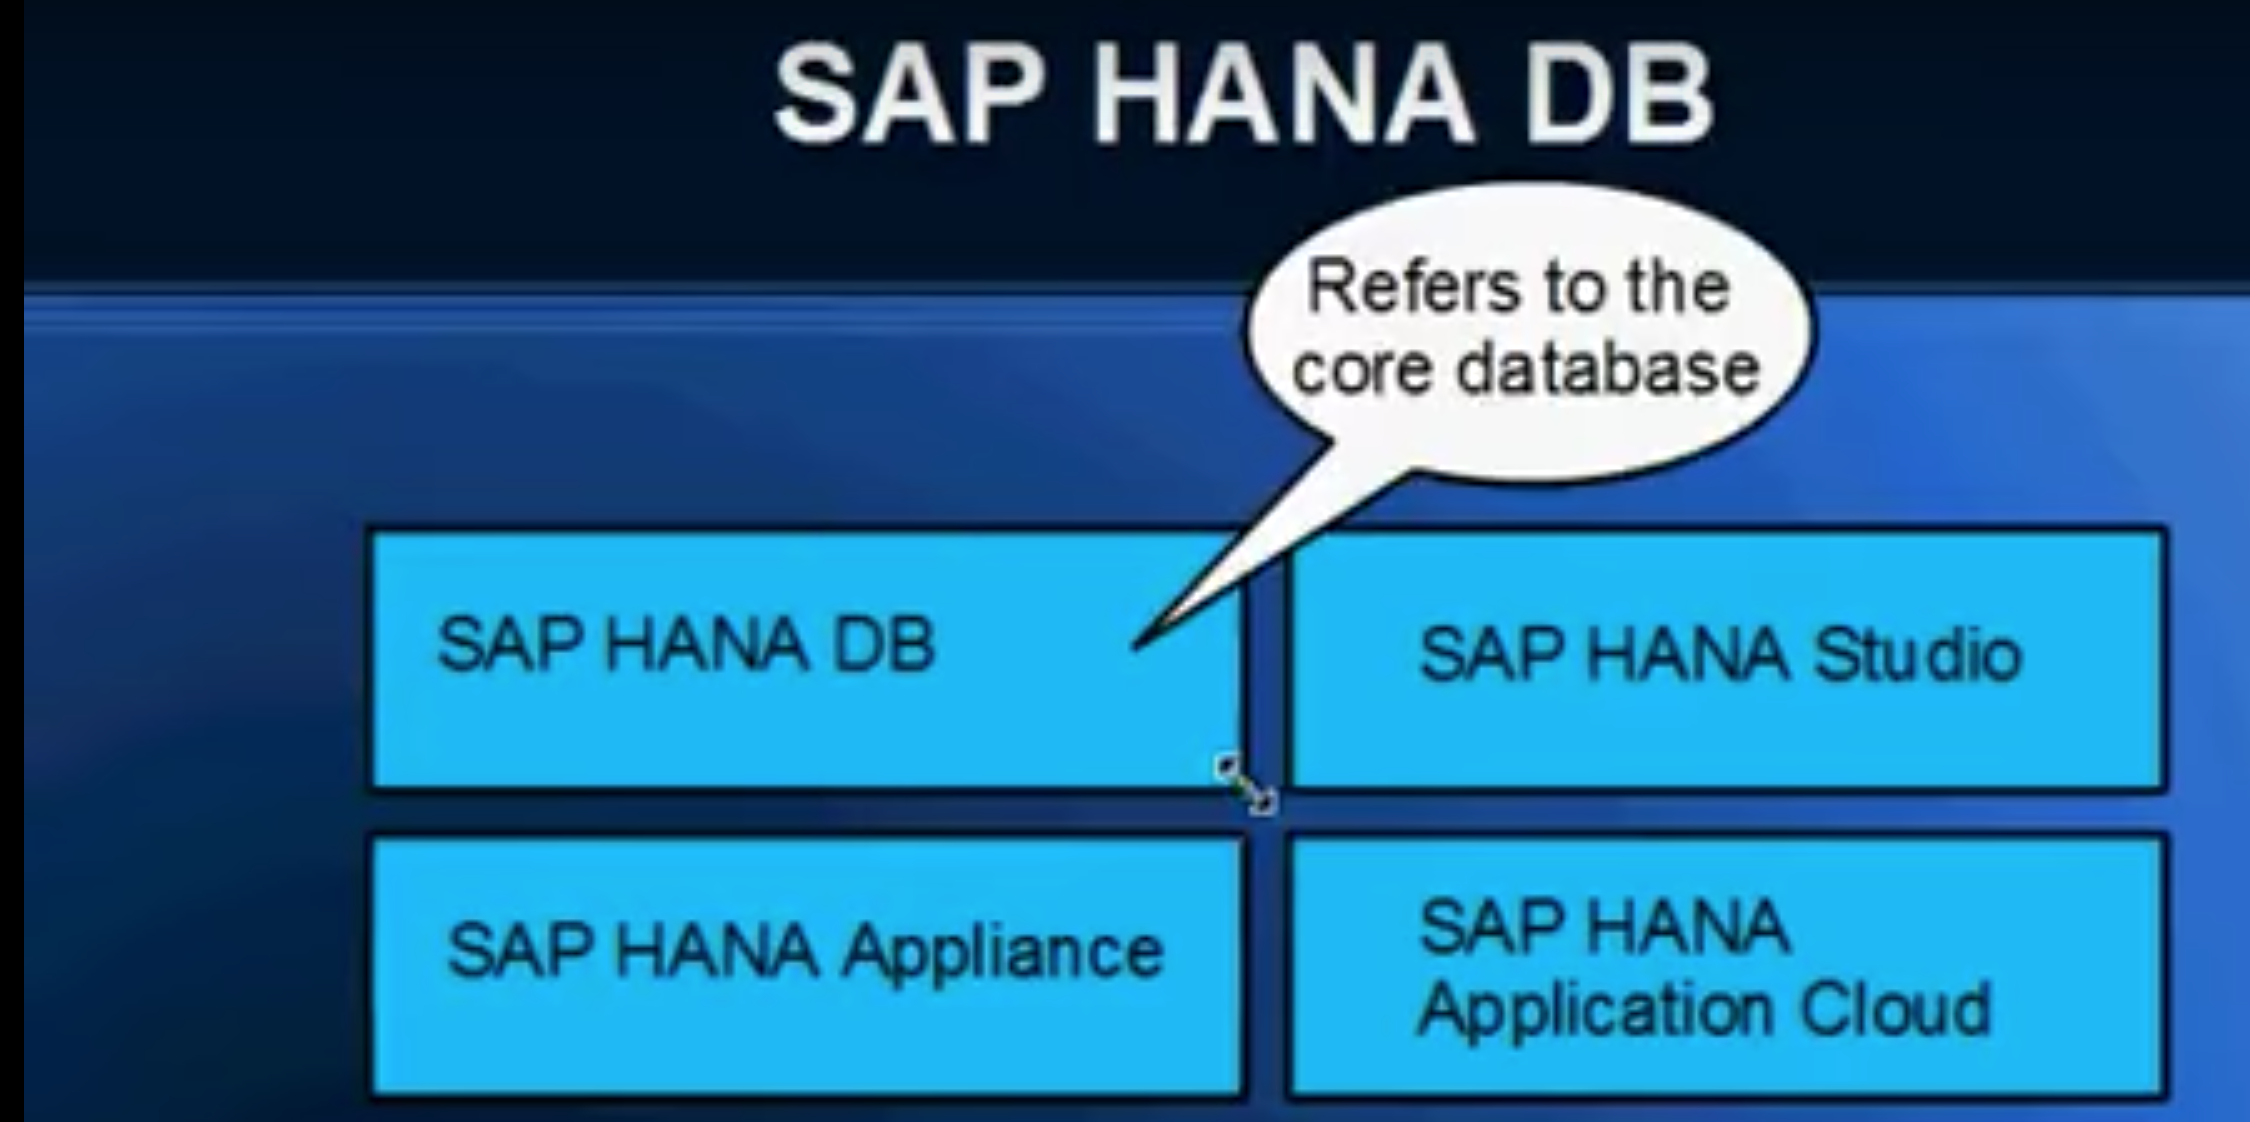 SAP HANA DB
Refers to the
core database
SAP HANA DB
SAP HANA Studio
SAP HANA Appliance
SAP HANA
Application Cloud